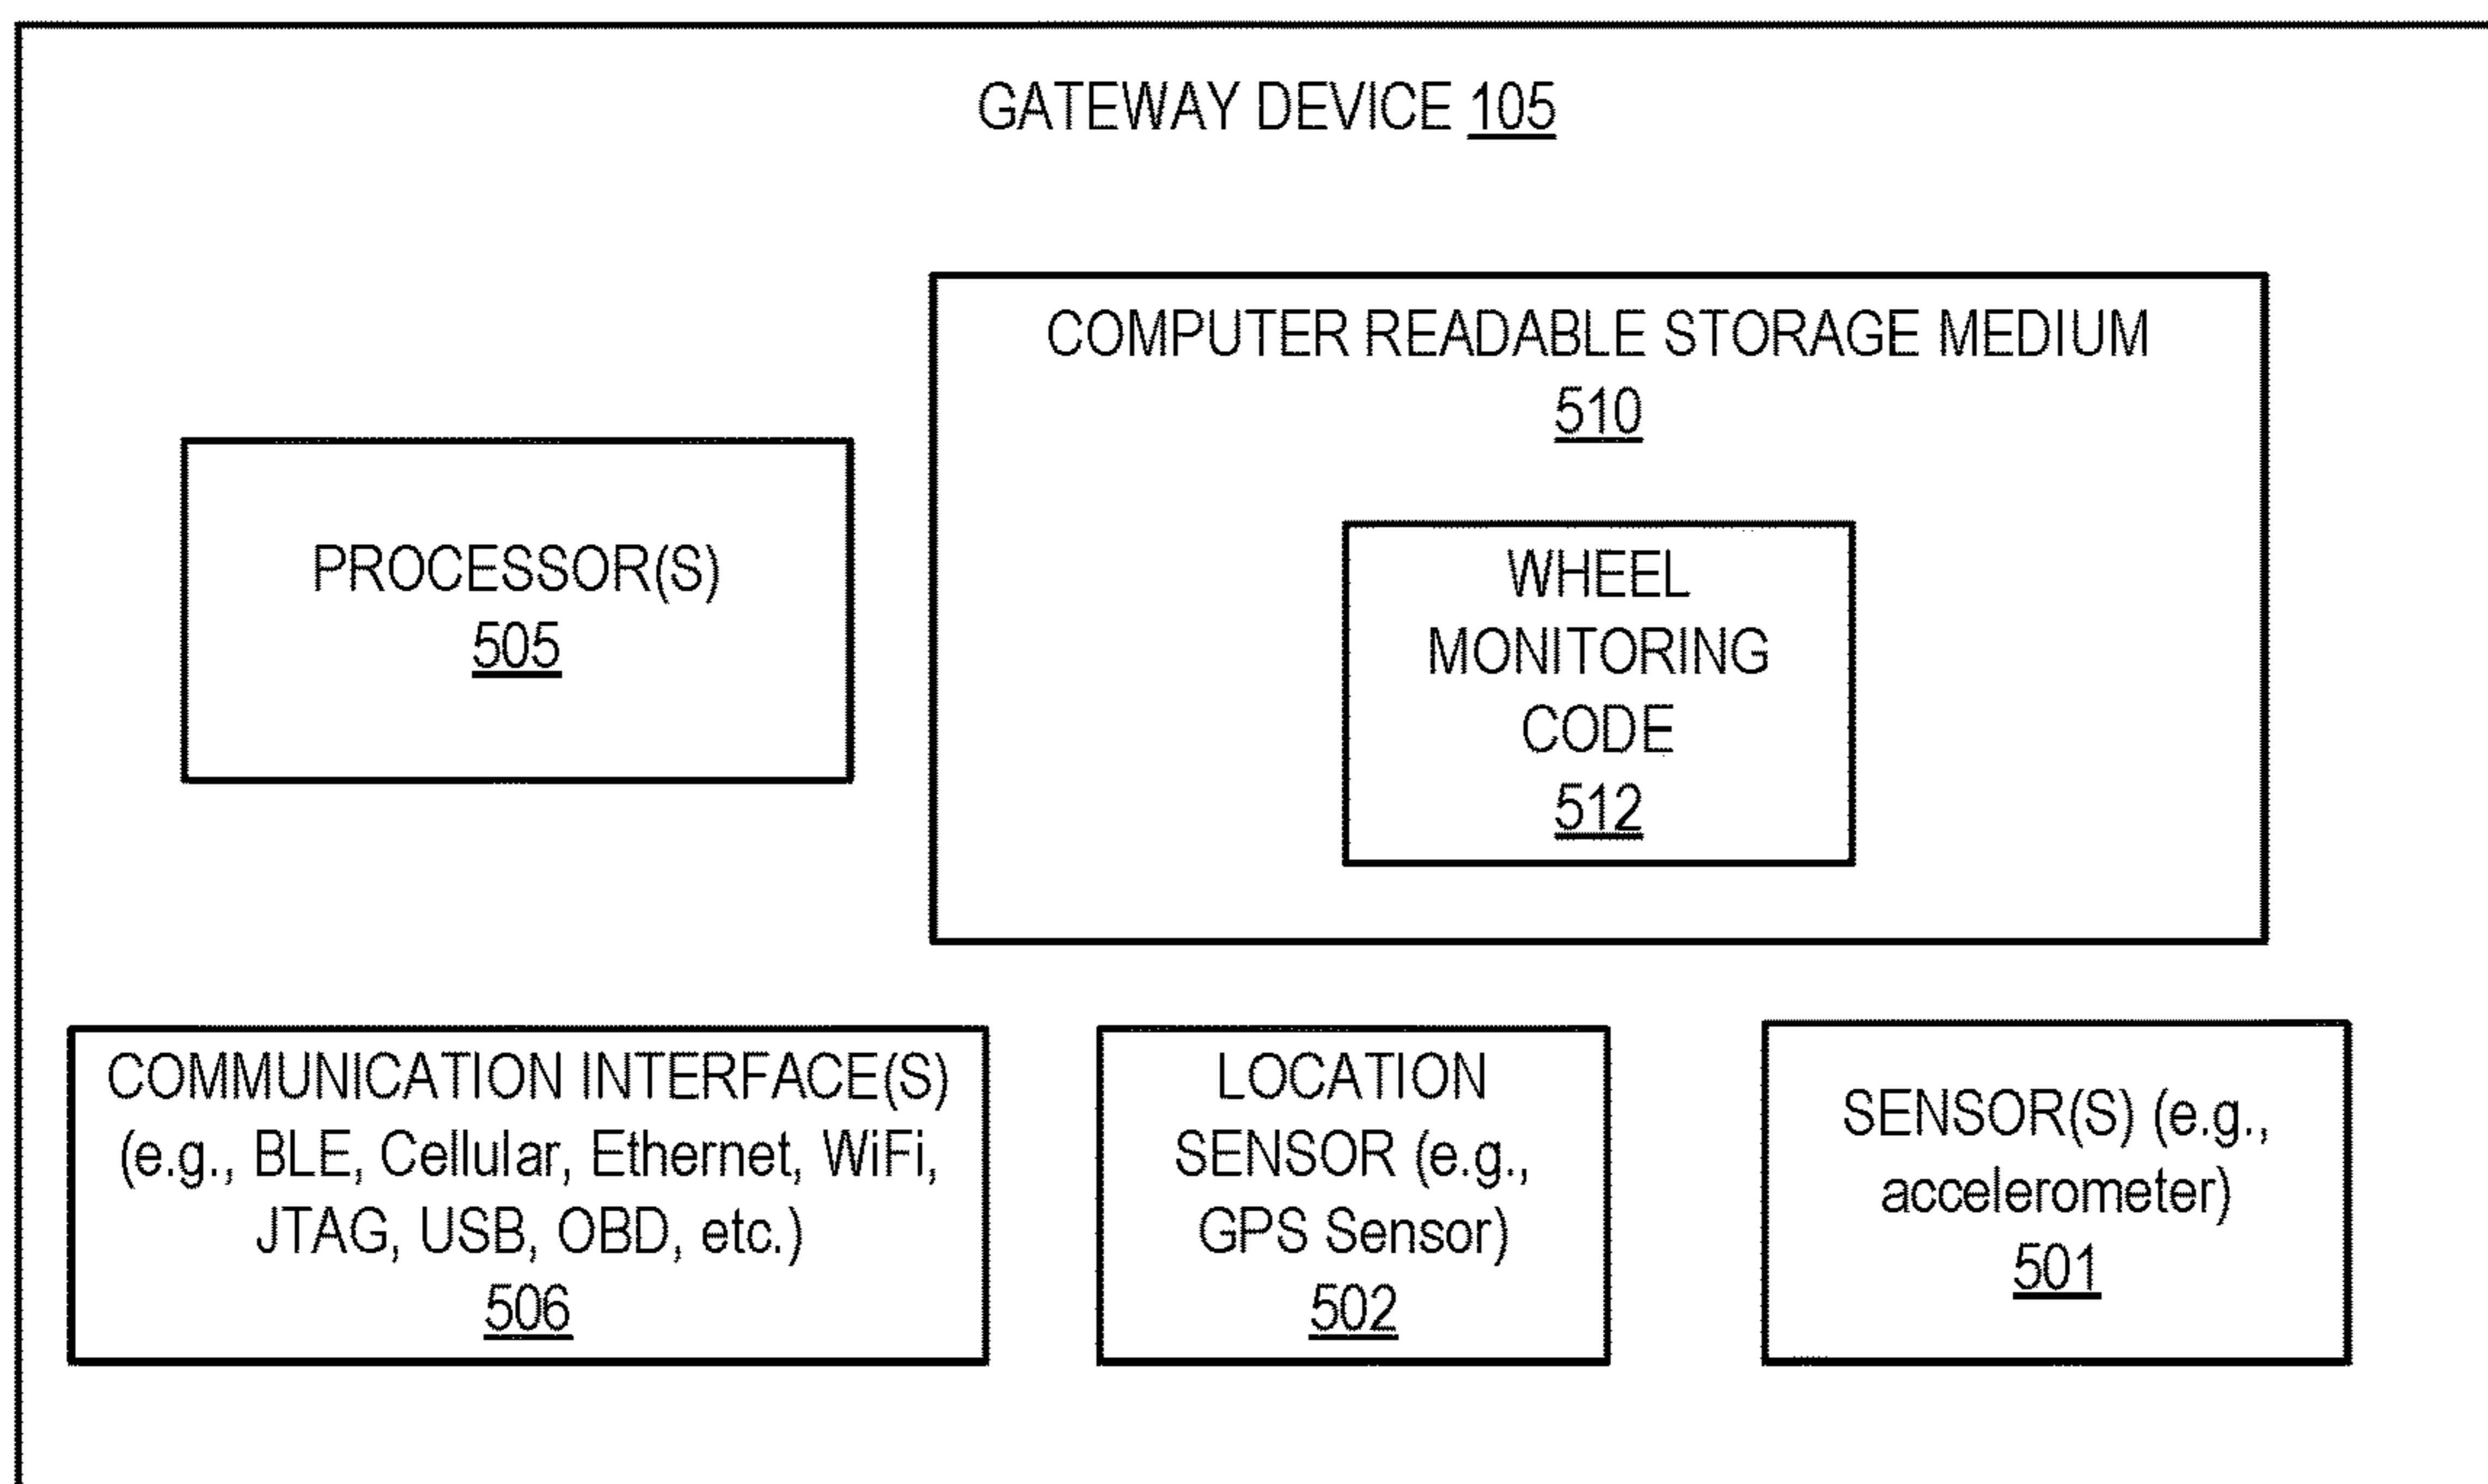 GATEWAY DEVICE 105
COMPUTER READABLE STORAGE MEDIUM
510
PROCESSOR(S)
505
WHEEL
MONITORING
CODE
512
COMMUNICATION INTERFACE(S)
(e.g., BLE, Cellular, Ethernet, WiFi,
JTAG, USB, OBD, etc.)
506
LOCATION
SENSOR (e.g.,
GPS Sensor)
502
SENSOR(S) (e.g.,
accelerometer)
501